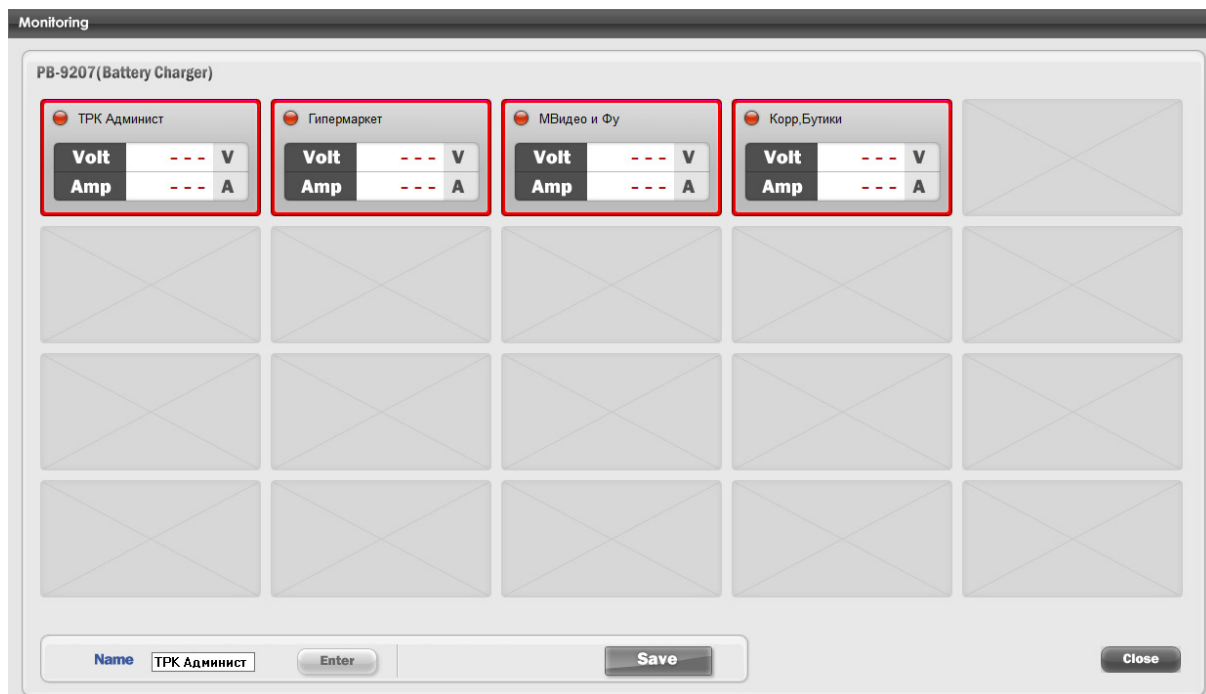 Monitoring
PB-9207(Battery Charger)
ТРК Админист
Volt --- V
Amp --- A
Гипермаркет
Volt --- V
Amp --- A
МВидео и Фу
Volt --- V
Amp --- A
Корр,Бутики
Volt --- V
Amp --- A
Name ТРК Админист Enter Save Close